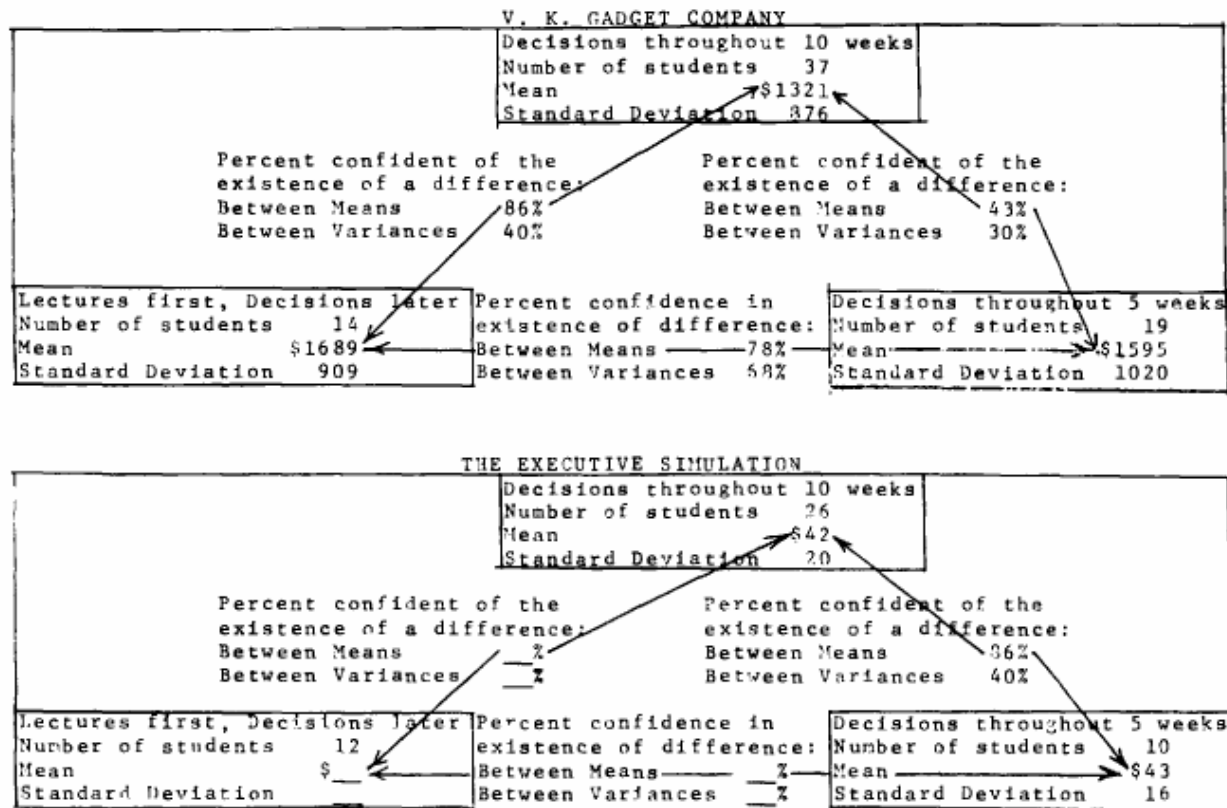 V. K. GADGET COMPANY
Decisions throughout 10 weeks
Number of students 37
Mean $1321
Standard Deviation 876
Percent confident of the
existence of a difference:
Between Means 86%
Between Variances 40%
Percent confident of the
existence of a difference:
Between Means 43%
Between Variances 30%
Lectures first, Decisions later
Number of students 14
Mean $1689
Standard Deviation 909
Percent confidence in
existence of difference:
Between Means 78%
Between Variances 68%
Decisions throughout 5 weeks
Number of students 19
Mean $1595
Standard Deviation 1020
THE EXECUTIVE SIMULATION
Decisions throughout 10 weeks
Number of students 26
Mean $42
Standard Deviation 20
Percent confident of the
existence of a difference:
Between Means __%
Between Variances __%
Percent confident of the
existence of a difference:
Between Means 86%
Between Variances 40%
Lectures first, Decisions later
Number of students 12
Mean $__
Standard Deviation __
Percent confidence in
existence of difference:
Between Means __%
Between Variances __%
Decisions throughout 5 weeks
Number of students 10
Mean $43
Standard Deviation 16